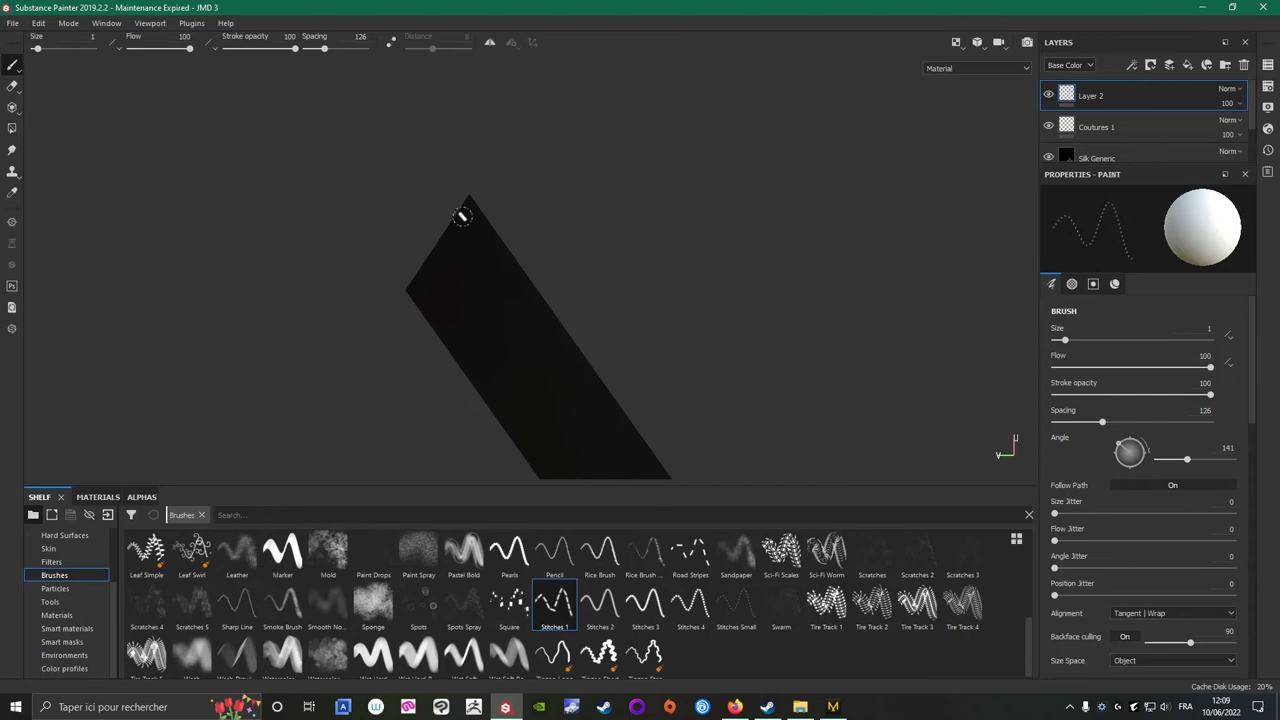 Substance Painter 2019.2.2 - Maintenance Expired - JMD 3
File Edit Mode Window Viewport Plugins Help
Size 1 Flow 100 Stroke opacity 100 Spacing 126 Distance 8
Material
LAYERS
Base Color
Layer 2 Norm 100
Coutures 1 Norm 100
Silk Generic Norm
PROPERTIES - PAINT
BRUSH
Size 1
Flow 100
Stroke opacity 100
Spacing 126
Angle 141
Follow Path On
Size Jitter 0
Flow Jitter 0
Angle Jitter 0
Position Jitter 0
Alignment Tangent | Wrap
Backface culling On 90
Size Space: Object
SHELF MATERIALS ALPHAS
Brushes Search...
Hard Surfaces
Skin
Filters
Brushes
Particles
Tools
Materials
Smart materials
Smart masks
Environments
Color profiles
Leaf Simple Leaf Swirl Leather Marker Mold Paint Drops Paint Spray Pastel Bold Pearls Pencil Rice Brush Rice Brush ... Road Stripes Sandpaper Sci-Fi Scales Sci-Fi Worm Scratches Scratches 2 Scratches 3
Scratches 4 Scratches 5 Sharp Line Smoke Brush Smooth No... Sponge Spots Spots Spray Square Stitches 1 Stitches 2 Stitches 3 Stitches 4 Stitches Small Swarm Tire Track 1 Tire Track 2 Tire Track 3 Tire Track 4
Cache Disk Usage: 20%
Taper ici pour rechercher
FRA
12:09
10/06/2022